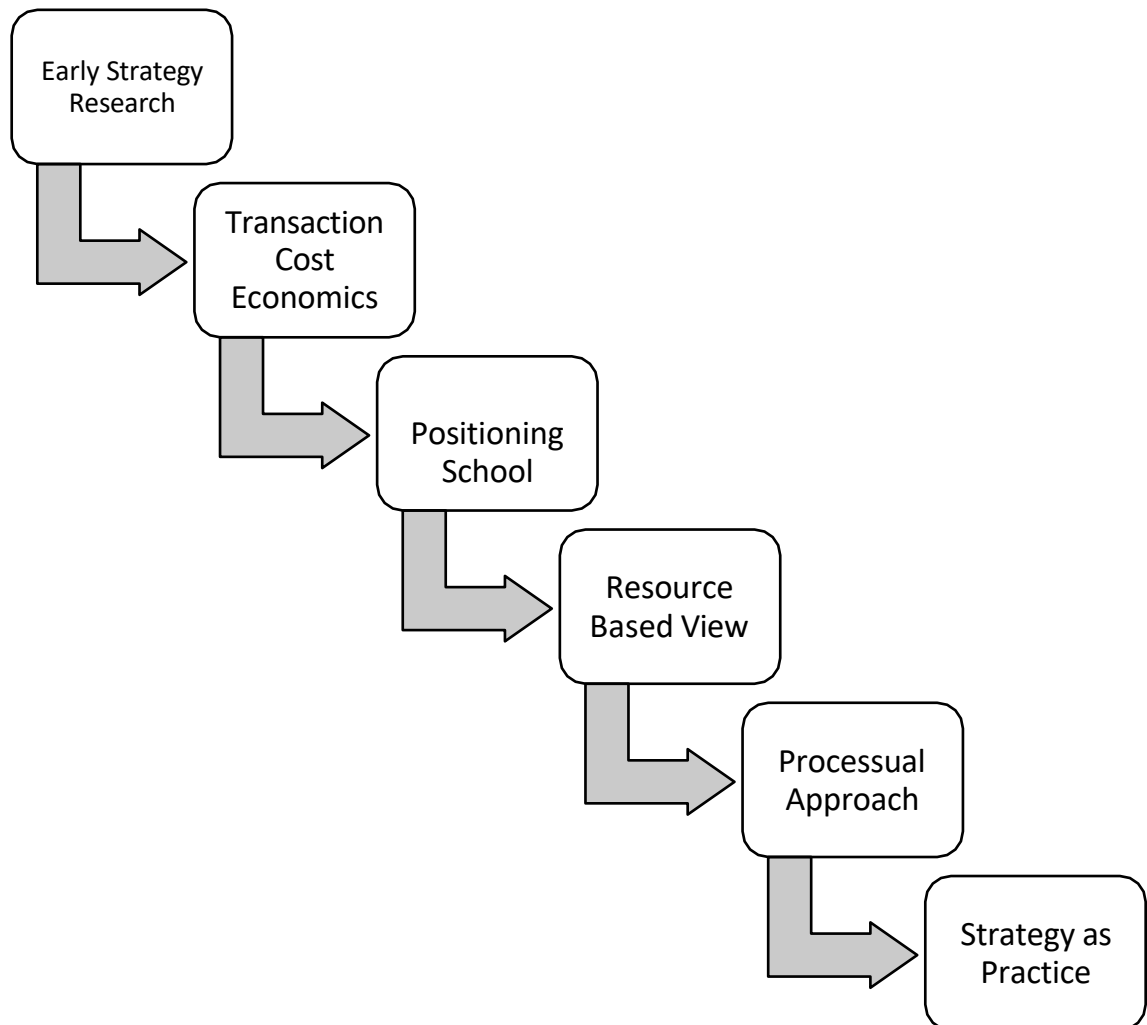 Early Strategy
Research
Transaction
Cost
Economics
Positioning
School
Resource
Based View
Processual
Approach
Strategy as
Practice